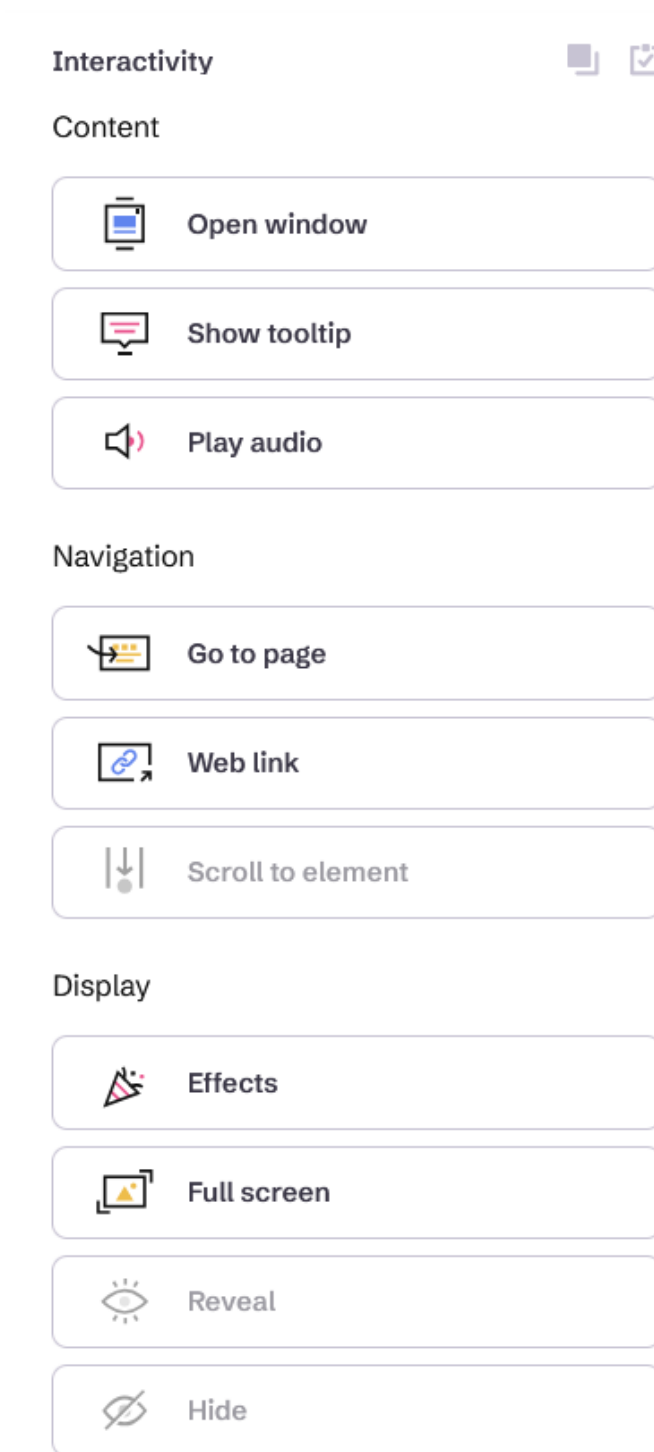 Interactivity
Content
Open window
Show tooltip
Play audio
Navigation
Go to page
Web link
Scroll to element
Display
Effects
Full screen
Reveal
Hide